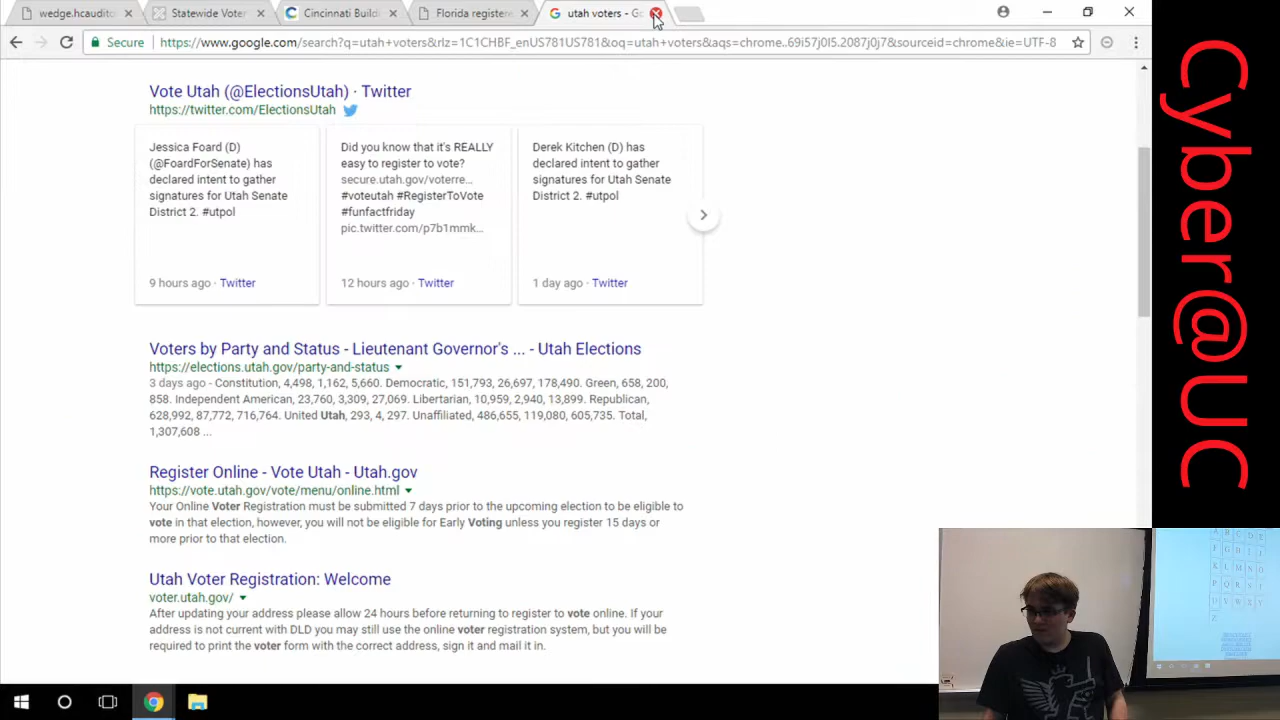 wedge.hcaudito
Statewide Voter
Cincinnati Buildi
Florida registere
utah voters - Go
Secure
https://www.google.com/search?q=utah+voters&rlz=1C1CHBF_enUS781US781&oq=utah+voters&aqs=chrome..69i57j0l5.2087j0j7&sourceid=chrome&ie=UTF-8
Vote Utah (@ElectionsUtah) · Twitter
https://twitter.com/ElectionsUtah
Jessica Foard (D)
(@FoardForSenate) has
declared intent to gather
signatures for Utah Senate
District 2. #utpol
9 hours ago · Twitter
Did you know that it's REALLY
easy to register to vote?
secure.utah.gov/voterre...
#voteutah #RegisterToVote
#funfactfriday
pic.twitter.com/p7b1mmk...
12 hours ago · Twitter
Derek Kitchen (D) has
declared intent to gather
signatures for Utah Senate
District 2. #utpol
1 day ago · Twitter
Voters by Party and Status - Lieutenant Governor's ... - Utah Elections
https://elections.utah.gov/party-and-status
3 days ago - Constitution, 4,498, 1,162, 5,660. Democratic, 151,793, 26,697, 178,490. Green, 658, 200,
858. Independent American, 23,760, 3,309, 27,069. Libertarian, 10,959, 2,940, 13,899. Republican,
628,992, 87,772, 716,764. United Utah, 293, 4, 297. Unaffiliated, 486,655, 119,080, 605,735. Total,
1,307,608 ...
Register Online - Vote Utah - Utah.gov
https://vote.utah.gov/vote/menu/online.html
Your Online Voter Registration must be submitted 7 days prior to the upcoming election to be eligible to
vote in that election, however, you will not be eligible for Early Voting unless you register 15 days or
more prior to that election.
Utah Voter Registration: Welcome
voter.utah.gov/
After updating your address please allow 24 hours before returning to register to vote online. If your
address is not current with DLD you may still use the online voter registration system, but you will be
required to print the voter form with the correct address, sign it and mail it in.
Cyber@UC